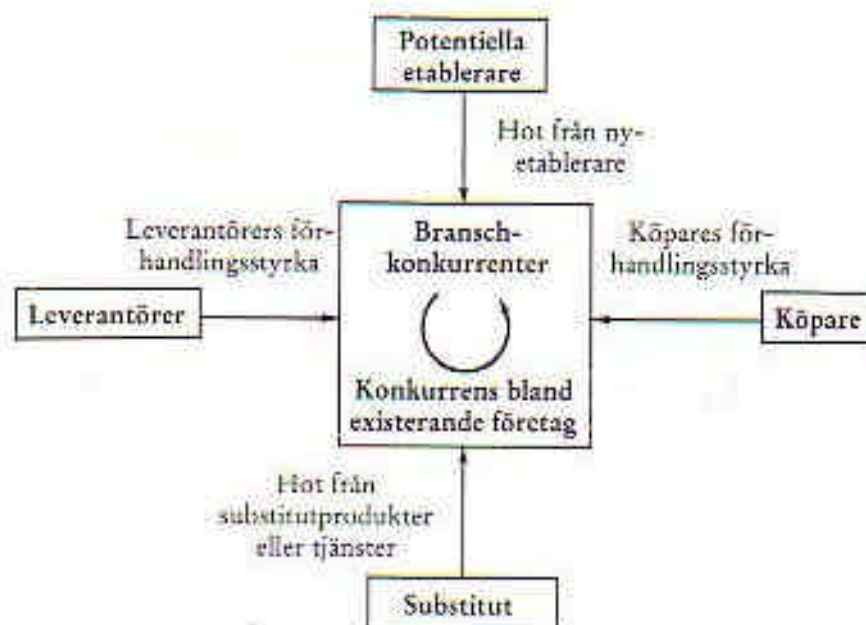 Potentiella
etablerare
Hot från ny-
etablerare
Leverantörers för-
handlingsstyrka
Bransch-
konkurrenter
Köpares för-
handlingsstyrka
Leverantörer
Köpare
Konkurrens bland
existerande företag
Hot från
substitutprodukter
eller tjänster
Substitut